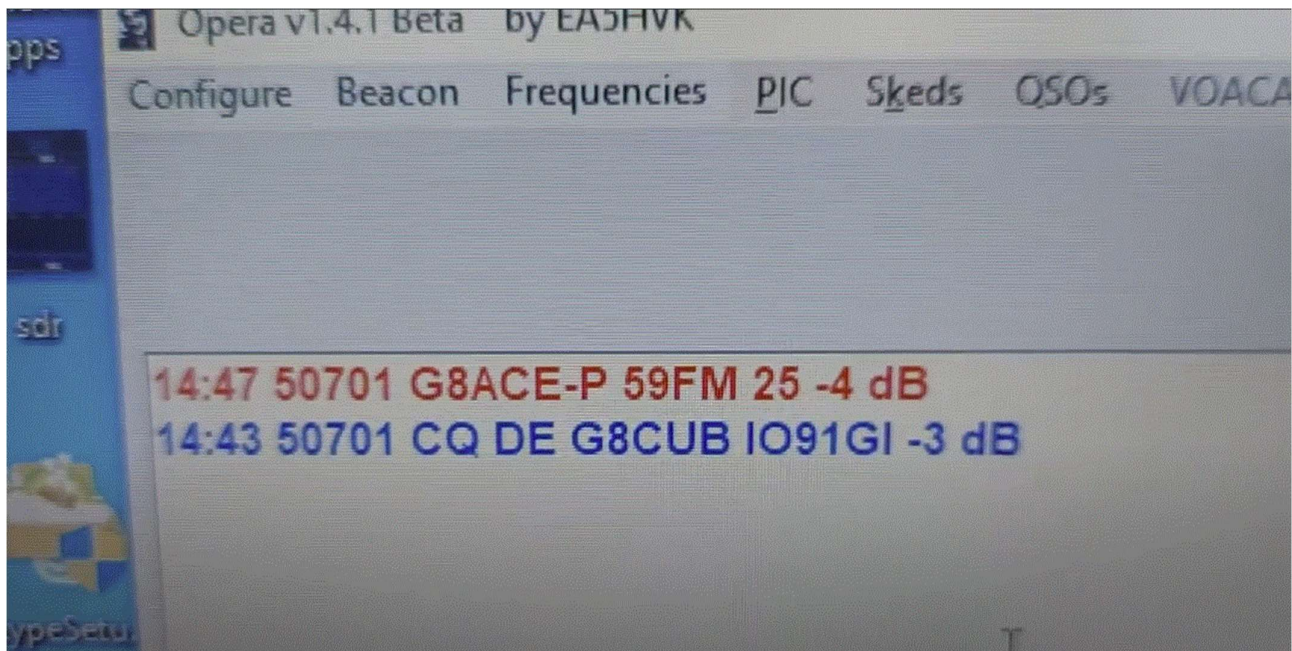 Opera v1.4.1 Beta by EA5HVK
pps
Configure Beacon Frequencies PIC Skeds QSOs VOACA
sdr
14:47 50701 G8ACE-P 59FM 25 -4 dB
14:43 50701 CQ DE G8CUB IO91GI -3 dB
ypeSetu.